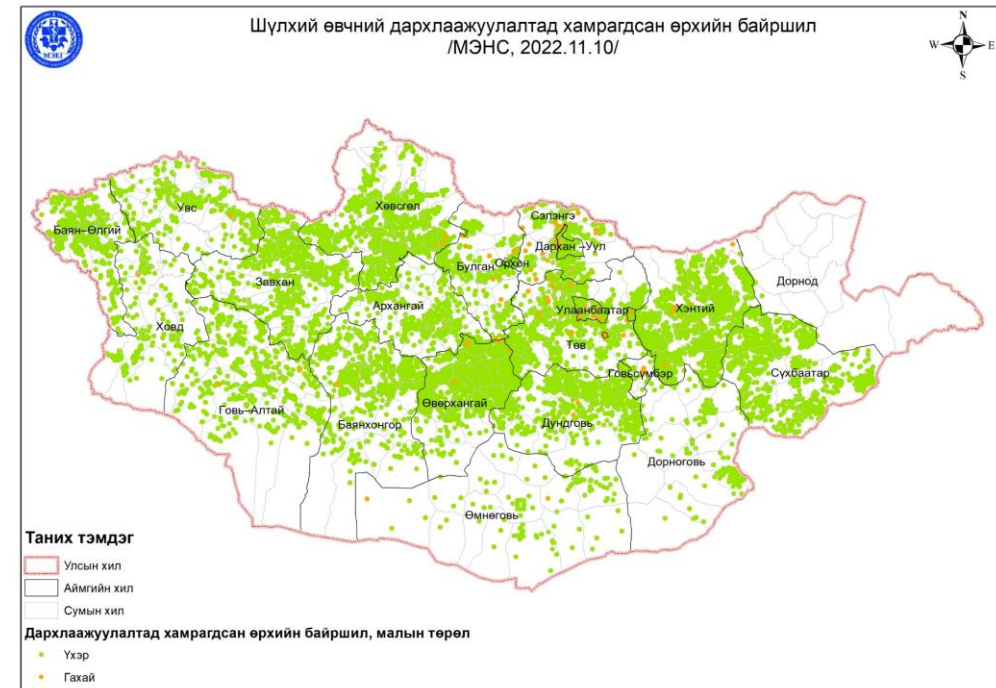 Шүлхий өвчний дархлаажуулалтад хамрагдсан өрхийн байршил
/МЭНС, 2022.11.10/
МЭЕГ
N
W E
S
Увс
Баян–Өлгий
Хөвсгөл
Сэлэнгэ
Дархан –Уул
Орхон
Булган
Завхан
Архангай
Улаанбаатар
Хэнтий
Дорнод
Ховд
Төв
Говьсүмбэр
Сүхбаатар
Говь–Алтай
Өвөрхангай
Баянхонгор
Дундговь
Дорноговь
Өмнөговь
Таних тэмдэг
Улсын хил
Аймгийн хил
Сумын хил
Дархлаажуулалтад хамрагдсан өрхийн байршил, малын төрөл
Үхэр
Гахай